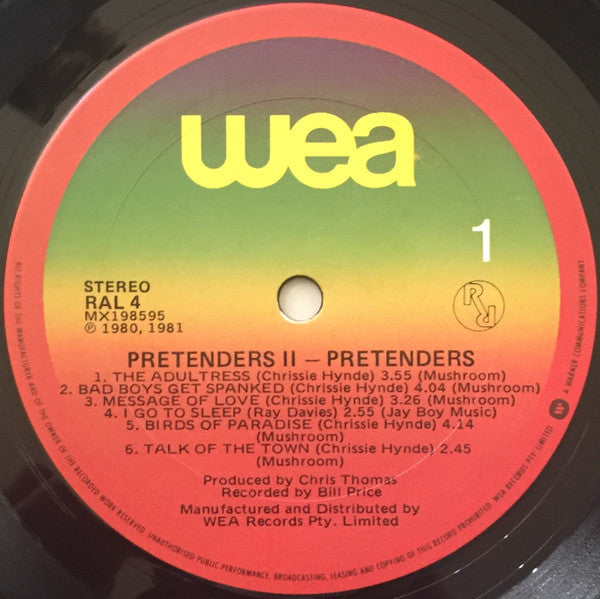 wea
1
STEREO
RAL 4
MX198595
℗ 1980, 1981
PRETENDERS II – PRETENDERS
1. THE ADULTRESS (Chrissie Hynde) 3.55 (Mushroom)
2. BAD BOYS GET SPANKED (Chrissie Hynde) 4.04 (Mushroom)
3. MESSAGE OF LOVE (Chrissie Hynde) 3.26 (Mushroom)
4. I GO TO SLEEP (Ray Davies) 2.55 (Jay Boy Music)
5. BIRDS OF PARADISE (Chrissie Hynde) 4.14
(Mushroom)
6. TALK OF THE TOWN (Chrissie Hynde) 2.45
(Mushroom)
Produced by Chris Thomas
Recorded by Bill Price
Manufactured and Distributed by
WEA Records Pty. Limited
ALL RIGHTS OF THE MANUFACTURER AND OF THE OWNER OF THE RECORDED WORK RESERVED. UNAUTHORISED PUBLIC PERFORMANCE, BROADCASTING, LEASING AND COPYING OF THIS RECORD PROHIBITED. WEA RECORDS PTY. LIMITED
A WARNER COMMUNICATIONS COMPANY.